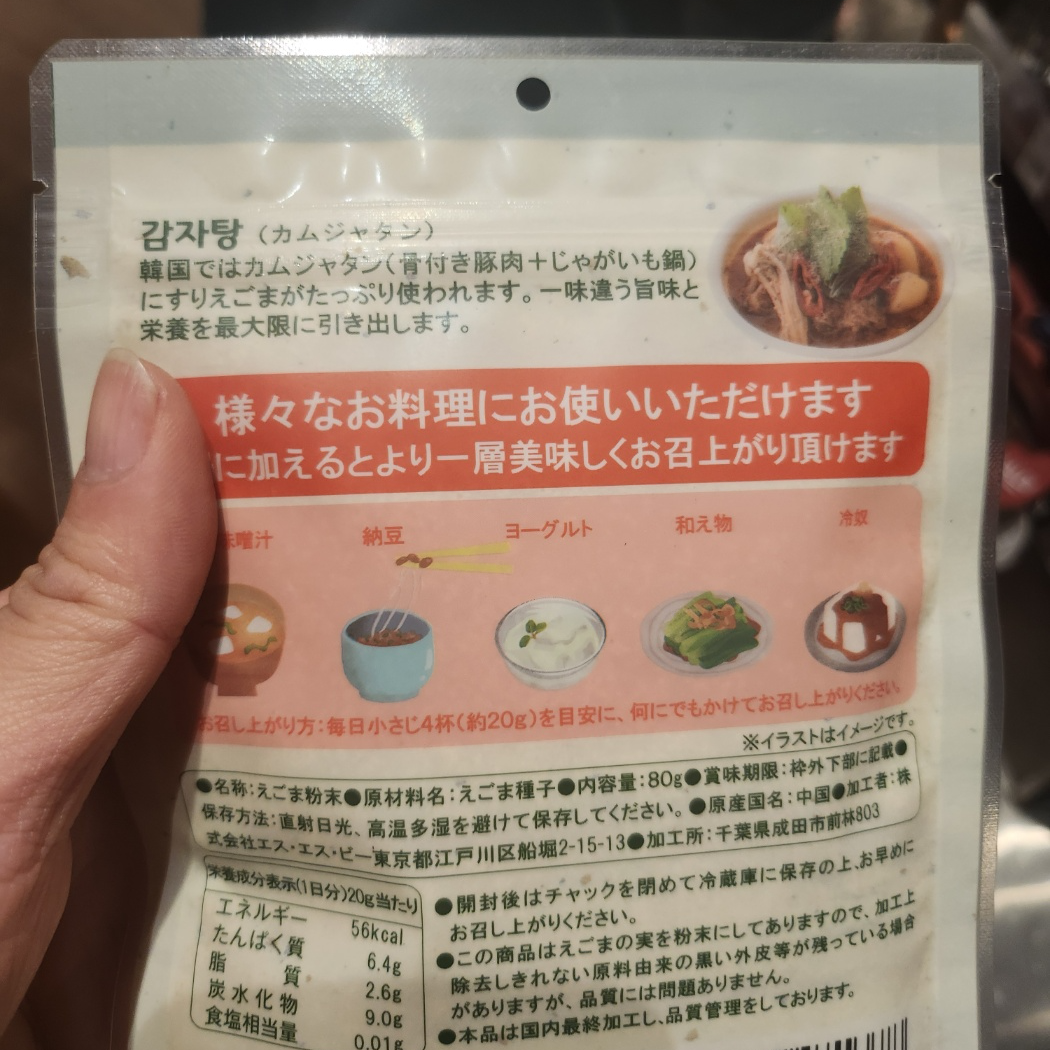 감자탕（カムジャタン）
韓国ではカムジャタン（骨付き豚肉＋じゃがいも鍋）
にすりえごまがたっぷり使われます。一味違う旨味と
栄養を最大限に引き出します。
様々なお料理にお使いいただけます
に加えるとより一層美味しくお召上がり頂けます
味噌汁 納豆 ヨーグルト 和え物 冷奴
お召し上がり方：毎日小さじ4杯（約20g）を目安に、何にでもかけてお召し上がりください。
※イラストはイメージです。
●名称：えごま粉末●原材料名：えごま種子●内容量：80g●賞味期限：枠外下部に記載●
保存方法：直射日光、高温多湿を避けて保存してください。●原産国名：中国●加工者：株
式会社エス・エス・ビー東京都江戸川区船堀2-15-13●加工所：千葉県成田市前林803
栄養成分表示(1日分)20g当たり
エネルギー 56kcal
たんぱく質 6.4g
脂質 2.6g
炭水化物 9.0g
食塩相当量 0.01g
●開封後はチャックを閉めて冷蔵庫に保存の上、お早めに
お召し上がりください。
●この商品はえごまの実を粉末にしてありますので、加工上
除去しきれない原料由来の黒い外皮等が残っている場合
がありますが、品質には問題ありません。
●本品は国内最終加工し、品質管理をしております。